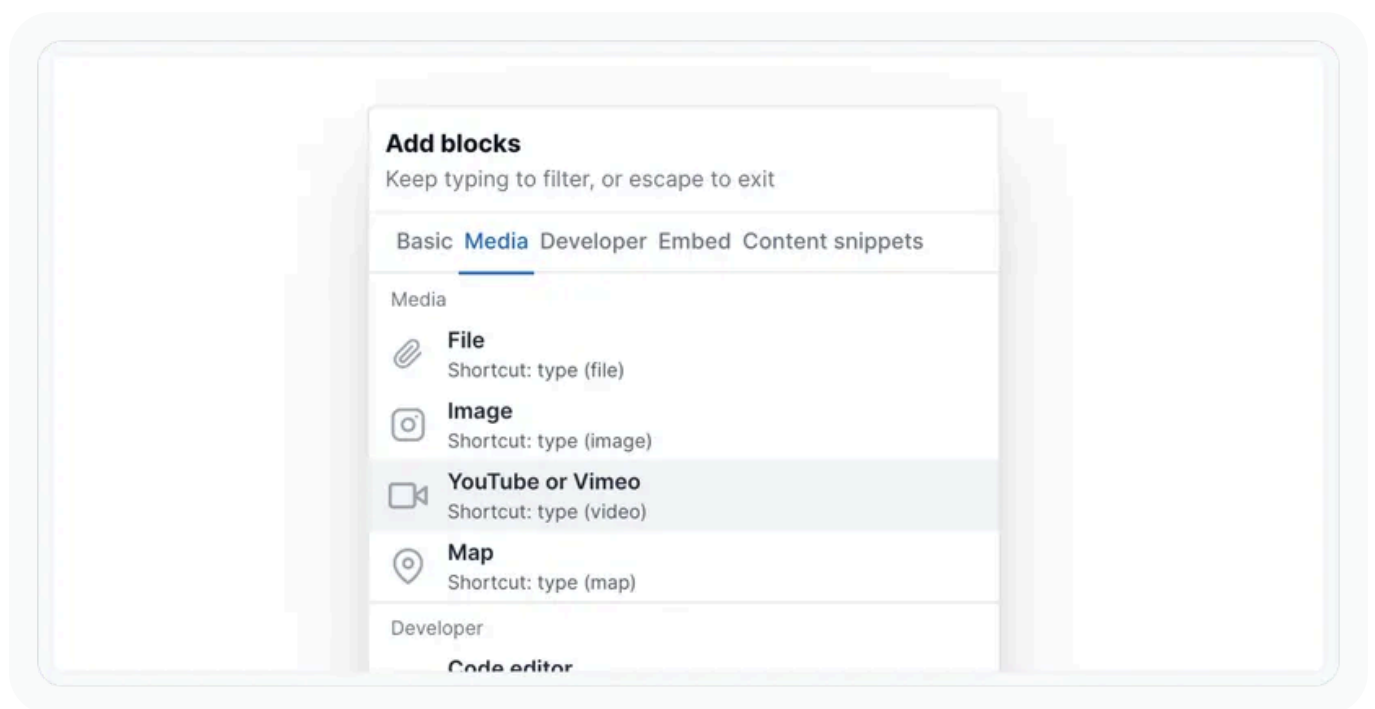 Add blocks
Keep typing to filter, or escape to exit
Basic Media Developer Embed Content snippets
Media
File
Shortcut: type (file)
Image
Shortcut: type (image)
YouTube or Vimeo
Shortcut: type (video)
Map
Shortcut: type (map)
Developer
Code editor